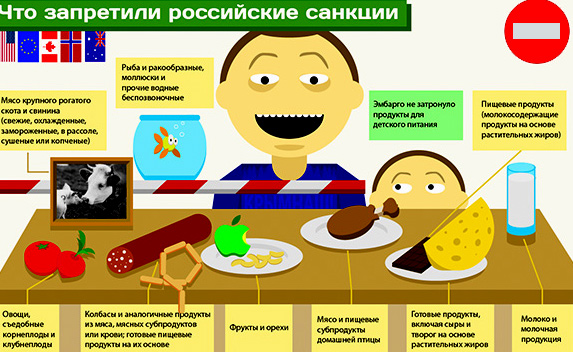 Что запретили российские санкции
Рыба и ракообразные,
моллюски и
прочие водные
беспозвоночные
Мясо крупного рогатого
скота и свинина
(свежие, охлажденные,
замороженные, в рассоле,
сушеные или копченые)
Эмбарго не затронуло
продукты для
детского питания
Пищевые продукты
(молокосодержащие
продукты на основе
растительных жиров)
Овощи,
съедобные
корнеплоды и
клубнеплоды
Колбасы и аналогичные продукты
из мяса, мясных субпродуктов
или крови; готовые пищевые
продукты на их основе
Фрукты и орехи
Мясо и пищевые
субпродукты
домашней птицы
Готовые продукты,
включая сыры и
творог на основе
растительных жиров
Молоко и
молочная
продукция